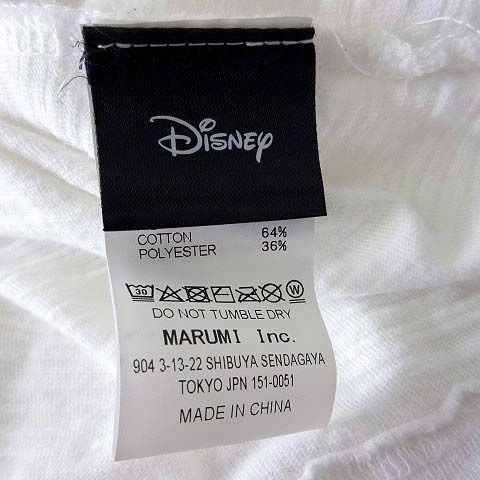 Disney
COTTON 64%
POLYESTER 36%
30 W
DO NOT TUMBLE DRY
MARUMI Inc.
904 3-13-22 SHIBUYA SENDAGAYA
TOKYO JPN 151-0051
MADE IN CHINA